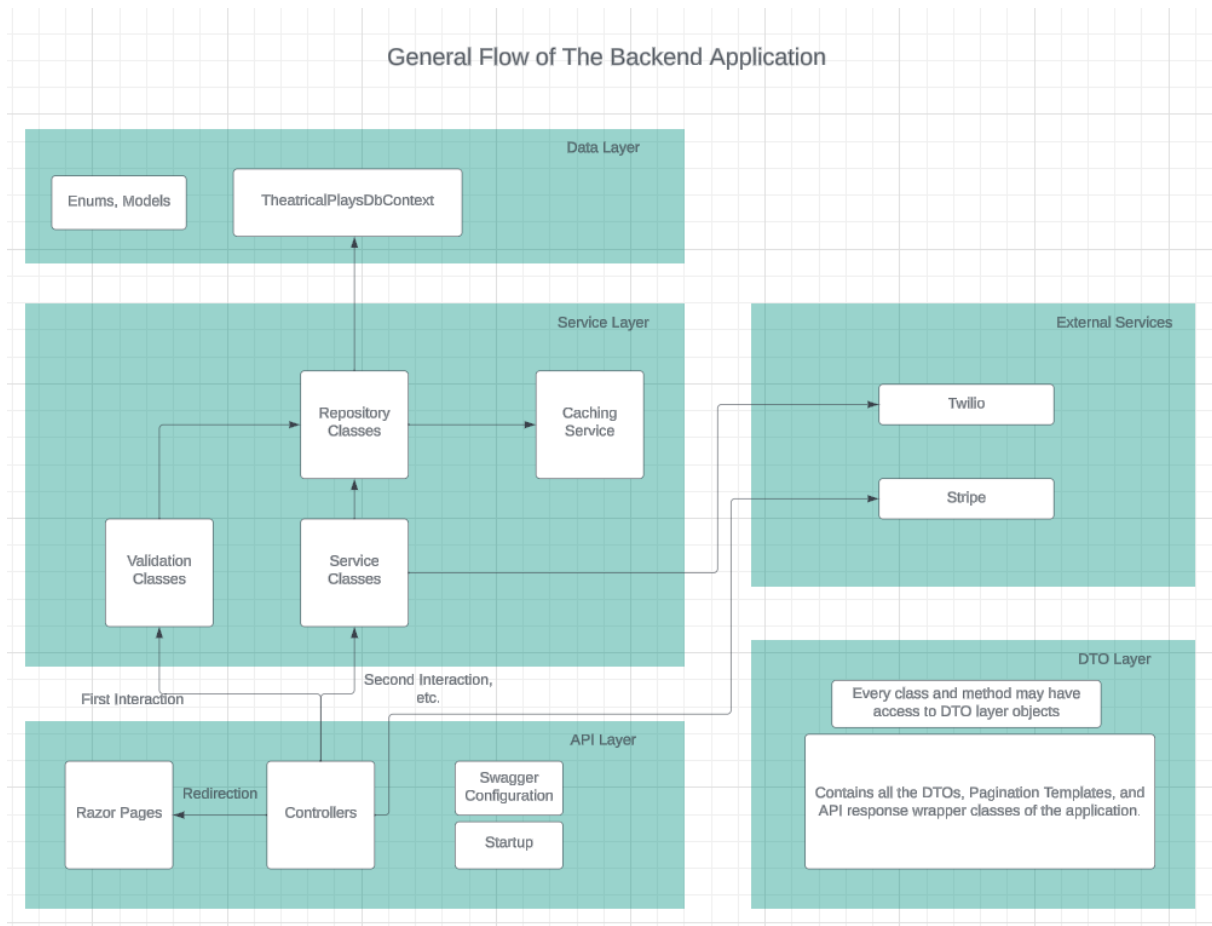 General Flow of The Backend Application
Data Layer
Enums, Models
TheatricalPlaysDbContext
Service Layer
External Services
Repository
Classes
Caching
Service
Twilio
Stripe
Validation
Classes
Service
Classes
First Interaction
Second Interaction,
etc.
DTO Layer
Every class and method may have
access to DTO layer objects
Contains all the DTOs, Pagination Templates, and
API response wrapper classes of the application.
API Layer
Razor Pages
Redirection
Controllers
Swagger
Configuration
Startup